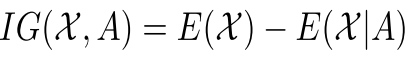 IG(𝒳, A) = E(𝒳) − E(𝒳|A)